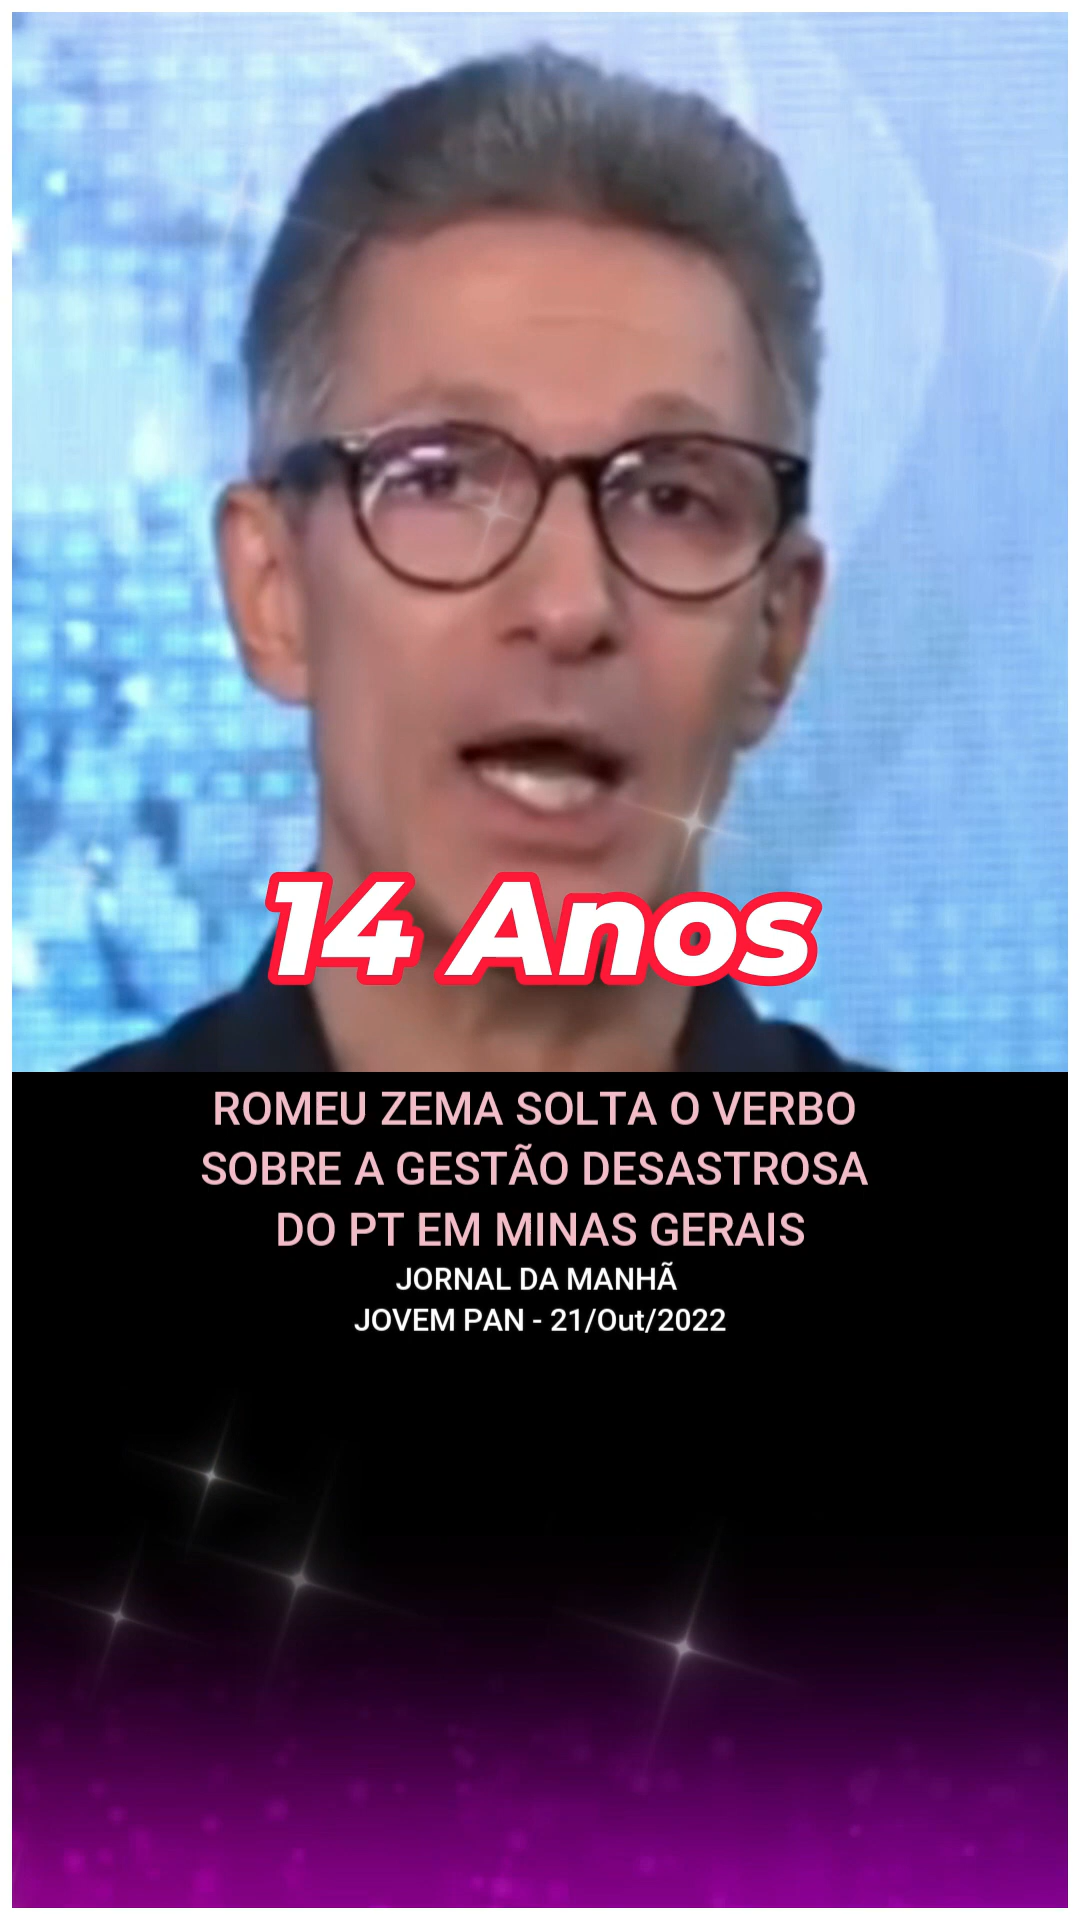 14 Anos
ROMEU ZEMA SOLTA O VERBO
SOBRE A GESTÃO DESASTROSA
DO PT EM MINAS GERAIS
JORNAL DA MANHÃ
JOVEM PAN - 21/Out/2022